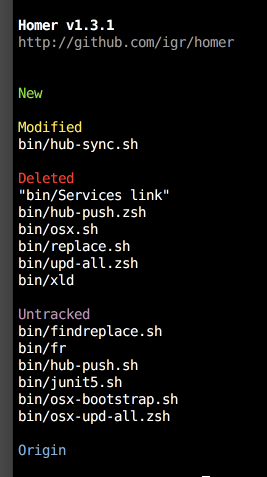 Homer v1.3.1
http://github.com/igr/homer
New
Modified
bin/hub-sync.sh
Deleted
"bin/Services link"
bin/hub-push.zsh
bin/osx.sh
bin/replace.sh
bin/upd-all.zsh
bin/xld
Untracked
bin/findreplace.sh
bin/fr
bin/hub-push.sh
bin/junit5.sh
bin/osx-bootstrap.sh
bin/osx-upd-all.zsh
Origin